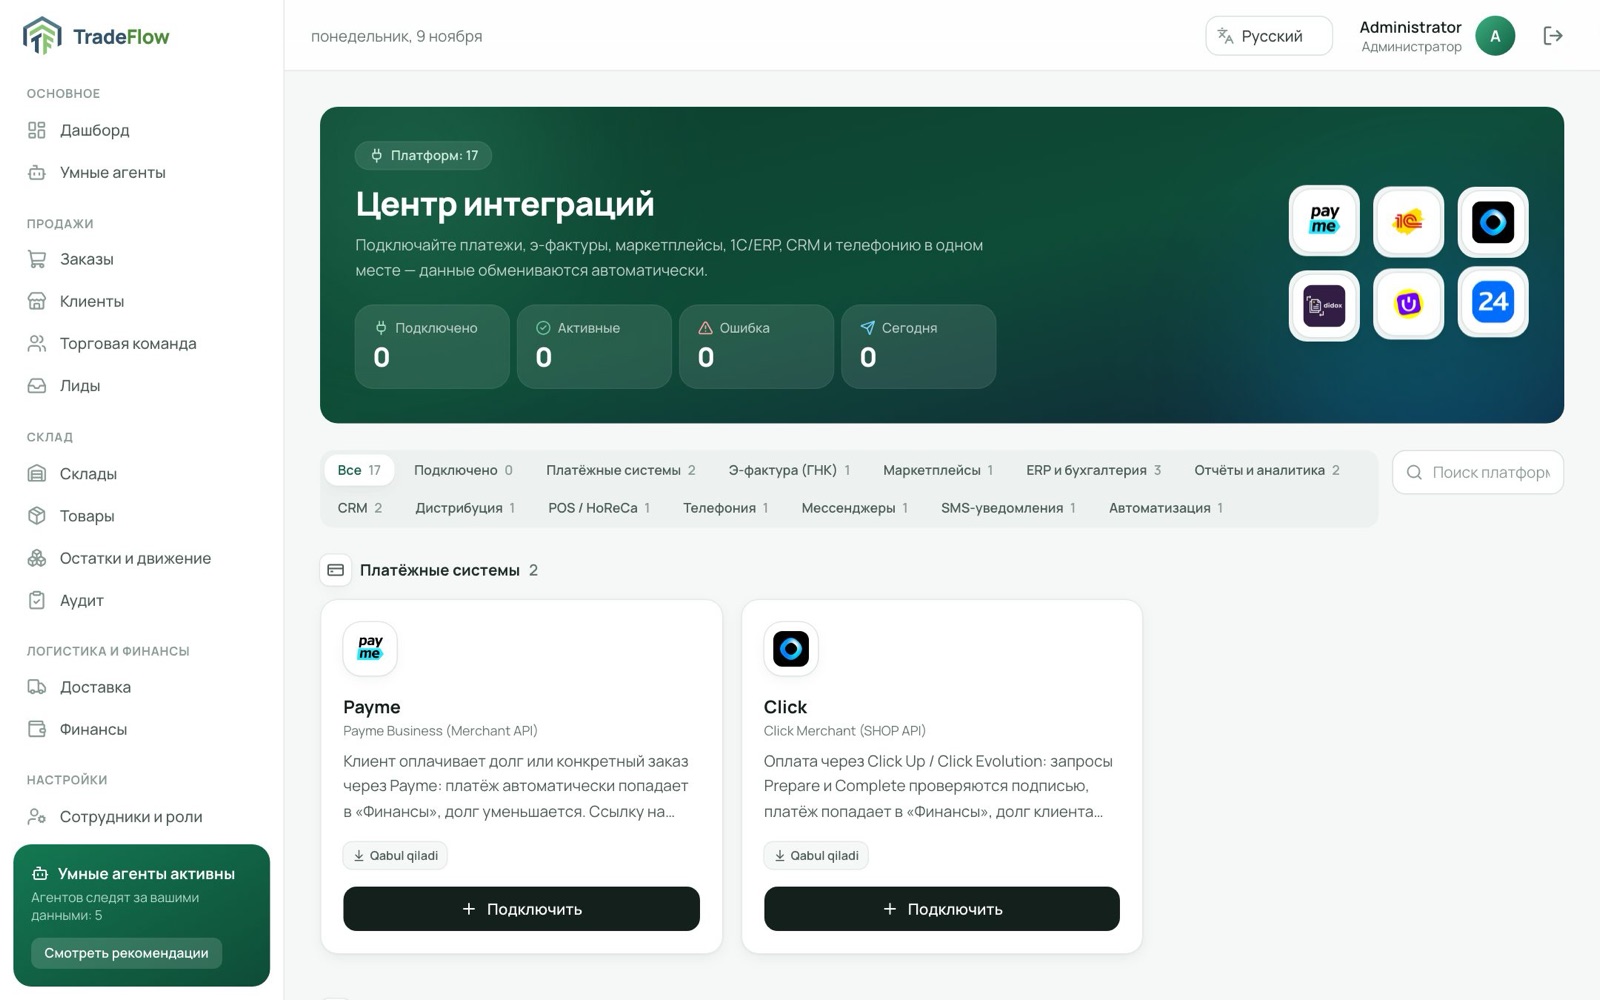 TradeFlow
ОСНОВНОЕ
Дашборд
Умные агенты
ПРОДАЖИ
Заказы
Клиенты
Торговая команда
Лиды
СКЛАД
Склады
Товары
Остатки и движение
Аудит
ЛОГИСТИКА И ФИНАНСЫ
Доставка
Финансы
НАСТРОЙКИ
Сотрудники и роли
Умные агенты активны
Агентов следят за вашими
данными: 5
Смотреть рекомендации
понедельник, 9 ноября
Русский
Administrator
Администратор
A
Платформ: 17
Центр интеграций
Подключайте платежи, э-фактуры, маркетплейсы, 1C/ERP, CRM и телефонию в одном
месте — данные обмениваются автоматически.
Подключено
0
Активные
0
Ошибка
0
Сегодня
0
pay
me
1C
didox
24
Все 17
Подключено 0
Платёжные системы 2
Э-фактура (ГНК) 1
Маркетплейсы 1
ERP и бухгалтерия 3
Отчёты и аналитика 2
CRM 2
Дистрибуция 1
POS / HoReCa 1
Телефония 1
Мессенджеры 1
SMS-уведомления 1
Автоматизация 1
Поиск платформ
Платёжные системы 2
pay
me
Payme
Payme Business (Merchant API)
Клиент оплачивает долг или конкретный заказ
через Payme: платёж автоматически попадает
в «Финансы», долг уменьшается. Ссылку на…
Qabul qiladi
+ Подключить
Click
Click Merchant (SHOP API)
Оплата через Click Up / Click Evolution: запросы
Prepare и Complete проверяются подписью,
платёж попадает в «Финансы», долг клиента…
Qabul qiladi
+ Подключить